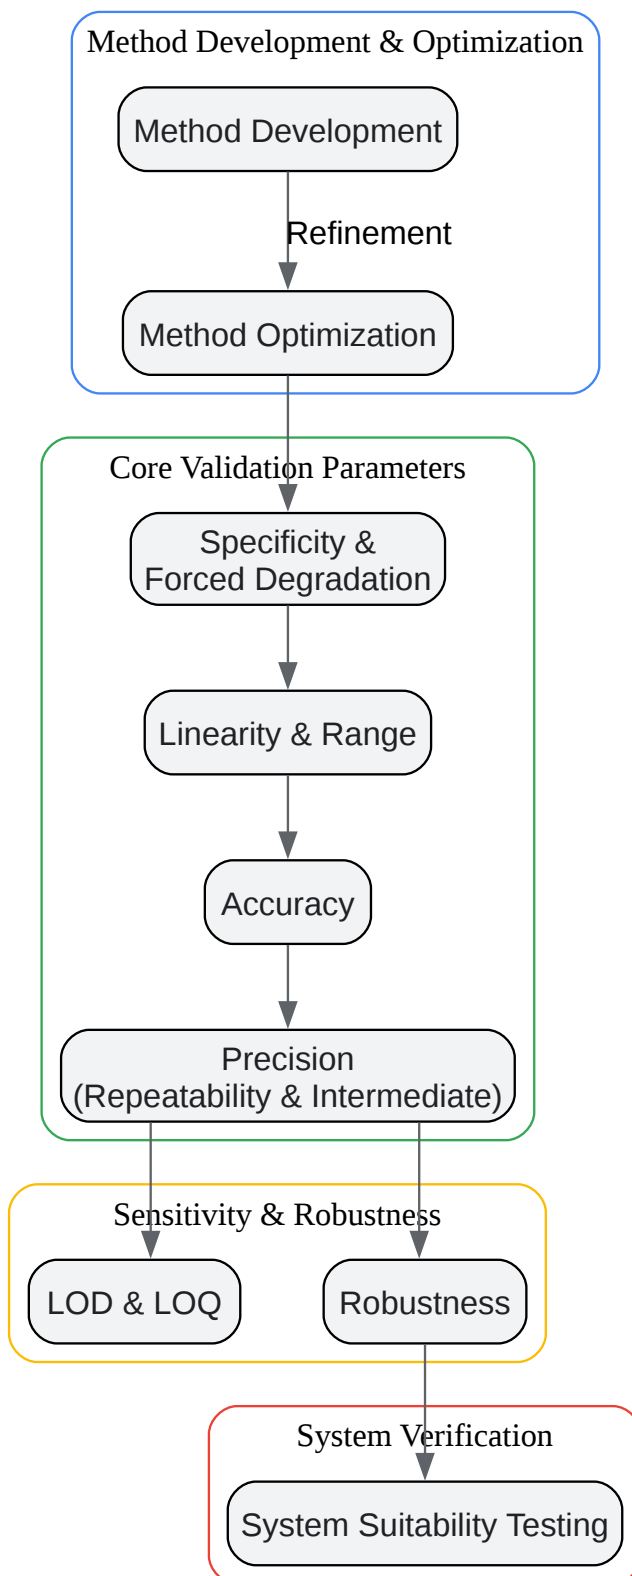 Method Development & Optimization
Method Development
Refinement
Method Optimization
Core Validation Parameters
Specificity &
Forced Degradation
Linearity & Range
Accuracy
Precision
(Repeatability & Intermediate)
Sensitivity & Robustness
LOD & LOQ
Robustness
System Verification
System Suitability Testing